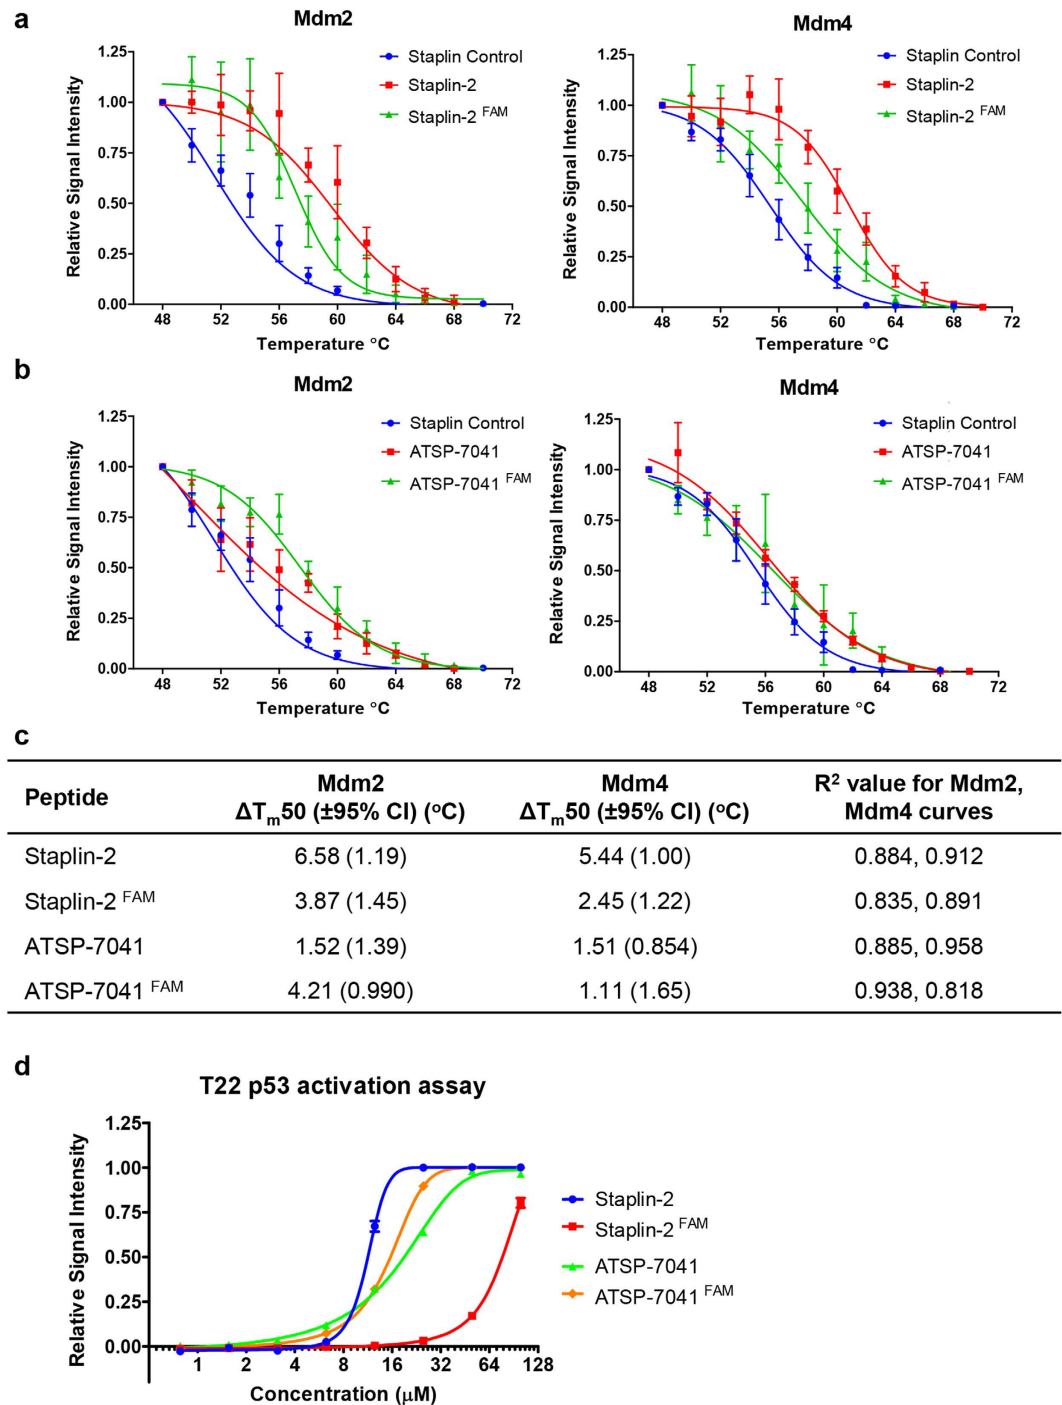 a
Mdm2
Relative Signal Intensity
1.25
1.00
0.75
0.50
0.25
0.00
48 52 56 60 64 68 72
Temperature °C
Staplin Control
Staplin-2
Staplin-2 FAM
Mdm4
Relative Signal Intensity
1.25
1.00
0.75
0.50
0.25
0.00
48 52 56 60 64 68 72
Temperature °C
Staplin Control
Staplin-2
Staplin-2 FAM
b
Mdm2
Relative Signal Intensity
1.25
1.00
0.75
0.50
0.25
0.00
48 52 56 60 64 68 72
Temperature °C
Staplin Control
ATSP-7041
ATSP-7041 FAM
Mdm4
Relative Signal Intensity
1.25
1.00
0.75
0.50
0.25
0.00
48 52 56 60 64 68 72
Temperature °C
Staplin Control
ATSP-7041
ATSP-7041 FAM
c
Peptide
Mdm2
ΔTm50 (±95% CI) (°C)
Mdm4
ΔTm50 (±95% CI) (°C)
R² value for Mdm2,
Mdm4 curves
Staplin-2 6.58 (1.19) 5.44 (1.00) 0.884, 0.912
Staplin-2 FAM 3.87 (1.45) 2.45 (1.22) 0.835, 0.891
ATSP-7041 1.52 (1.39) 1.51 (0.854) 0.885, 0.958
ATSP-7041 FAM 4.21 (0.990) 1.11 (1.65) 0.938, 0.818
d
T22 p53 activation assay
Relative Signal Intensity
1.25
1.00
0.75
0.50
0.25
0.00
1 2 4 8 16 32 64 128
Concentration (μM)
Staplin-2
Staplin-2 FAM
ATSP-7041
ATSP-7041 FAM